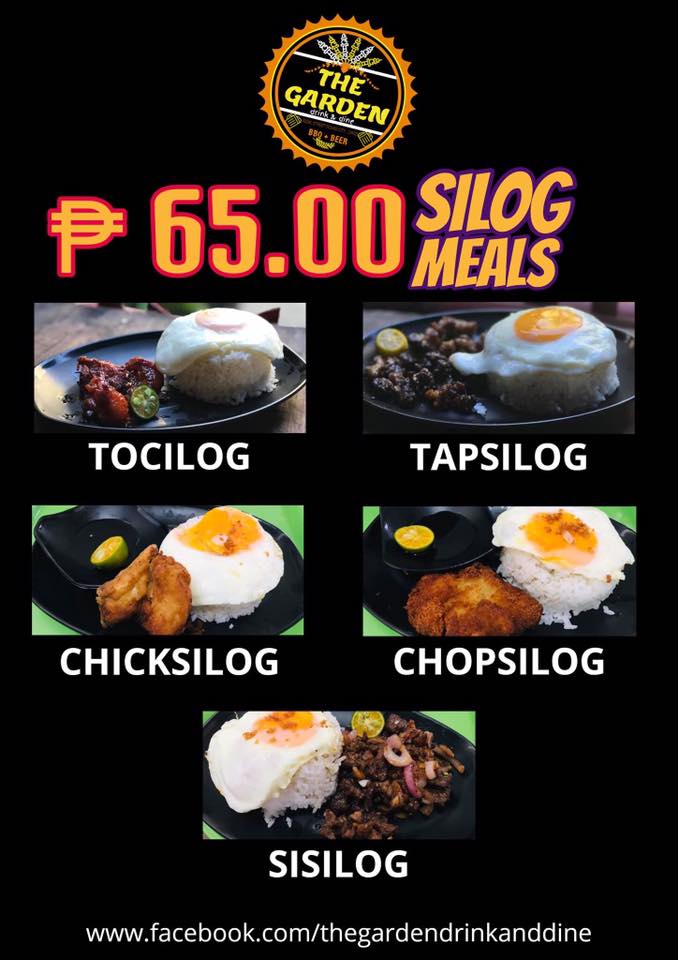 THE
GARDEN
drink & dine
BBQ + BEER
₱ 65.00
SILOG
MEALS
TOCILOG
TAPSILOG
CHICKSILOG
CHOPSILOG
SISILOG
www.facebook.com/thegardendrinkanddine